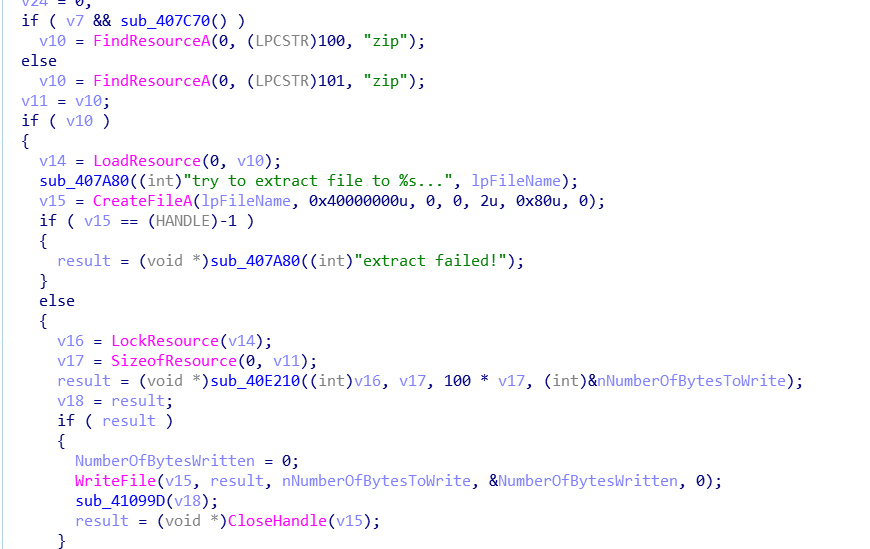 v24 = 0;
if ( v7 && sub_407C70() )
v10 = FindResourceA(0, (LPCSTR)100, "zip");
else
v10 = FindResourceA(0, (LPCSTR)101, "zip");
v11 = v10;
if ( v10 )
{
v14 = LoadResource(0, v10);
sub_407A80((int)"try to extract file to %s...", lpFileName);
v15 = CreateFileA(lpFileName, 0x40000000u, 0, 0, 2u, 0x80u, 0);
if ( v15 == (HANDLE)-1 )
{
result = (void *)sub_407A80((int)"extract failed!");
}
else
{
v16 = LockResource(v14);
v17 = SizeofResource(0, v11);
result = (void *)sub_40E210((int)v16, v17, 100 * v17, (int)&nNumberOfBytesToWrite);
v18 = result;
if ( result )
{
NumberOfBytesWritten = 0;
WriteFile(v15, result, nNumberOfBytesToWrite, &NumberOfBytesWritten, 0);
sub_41099D(v18);
result = (void *)CloseHandle(v15);
}